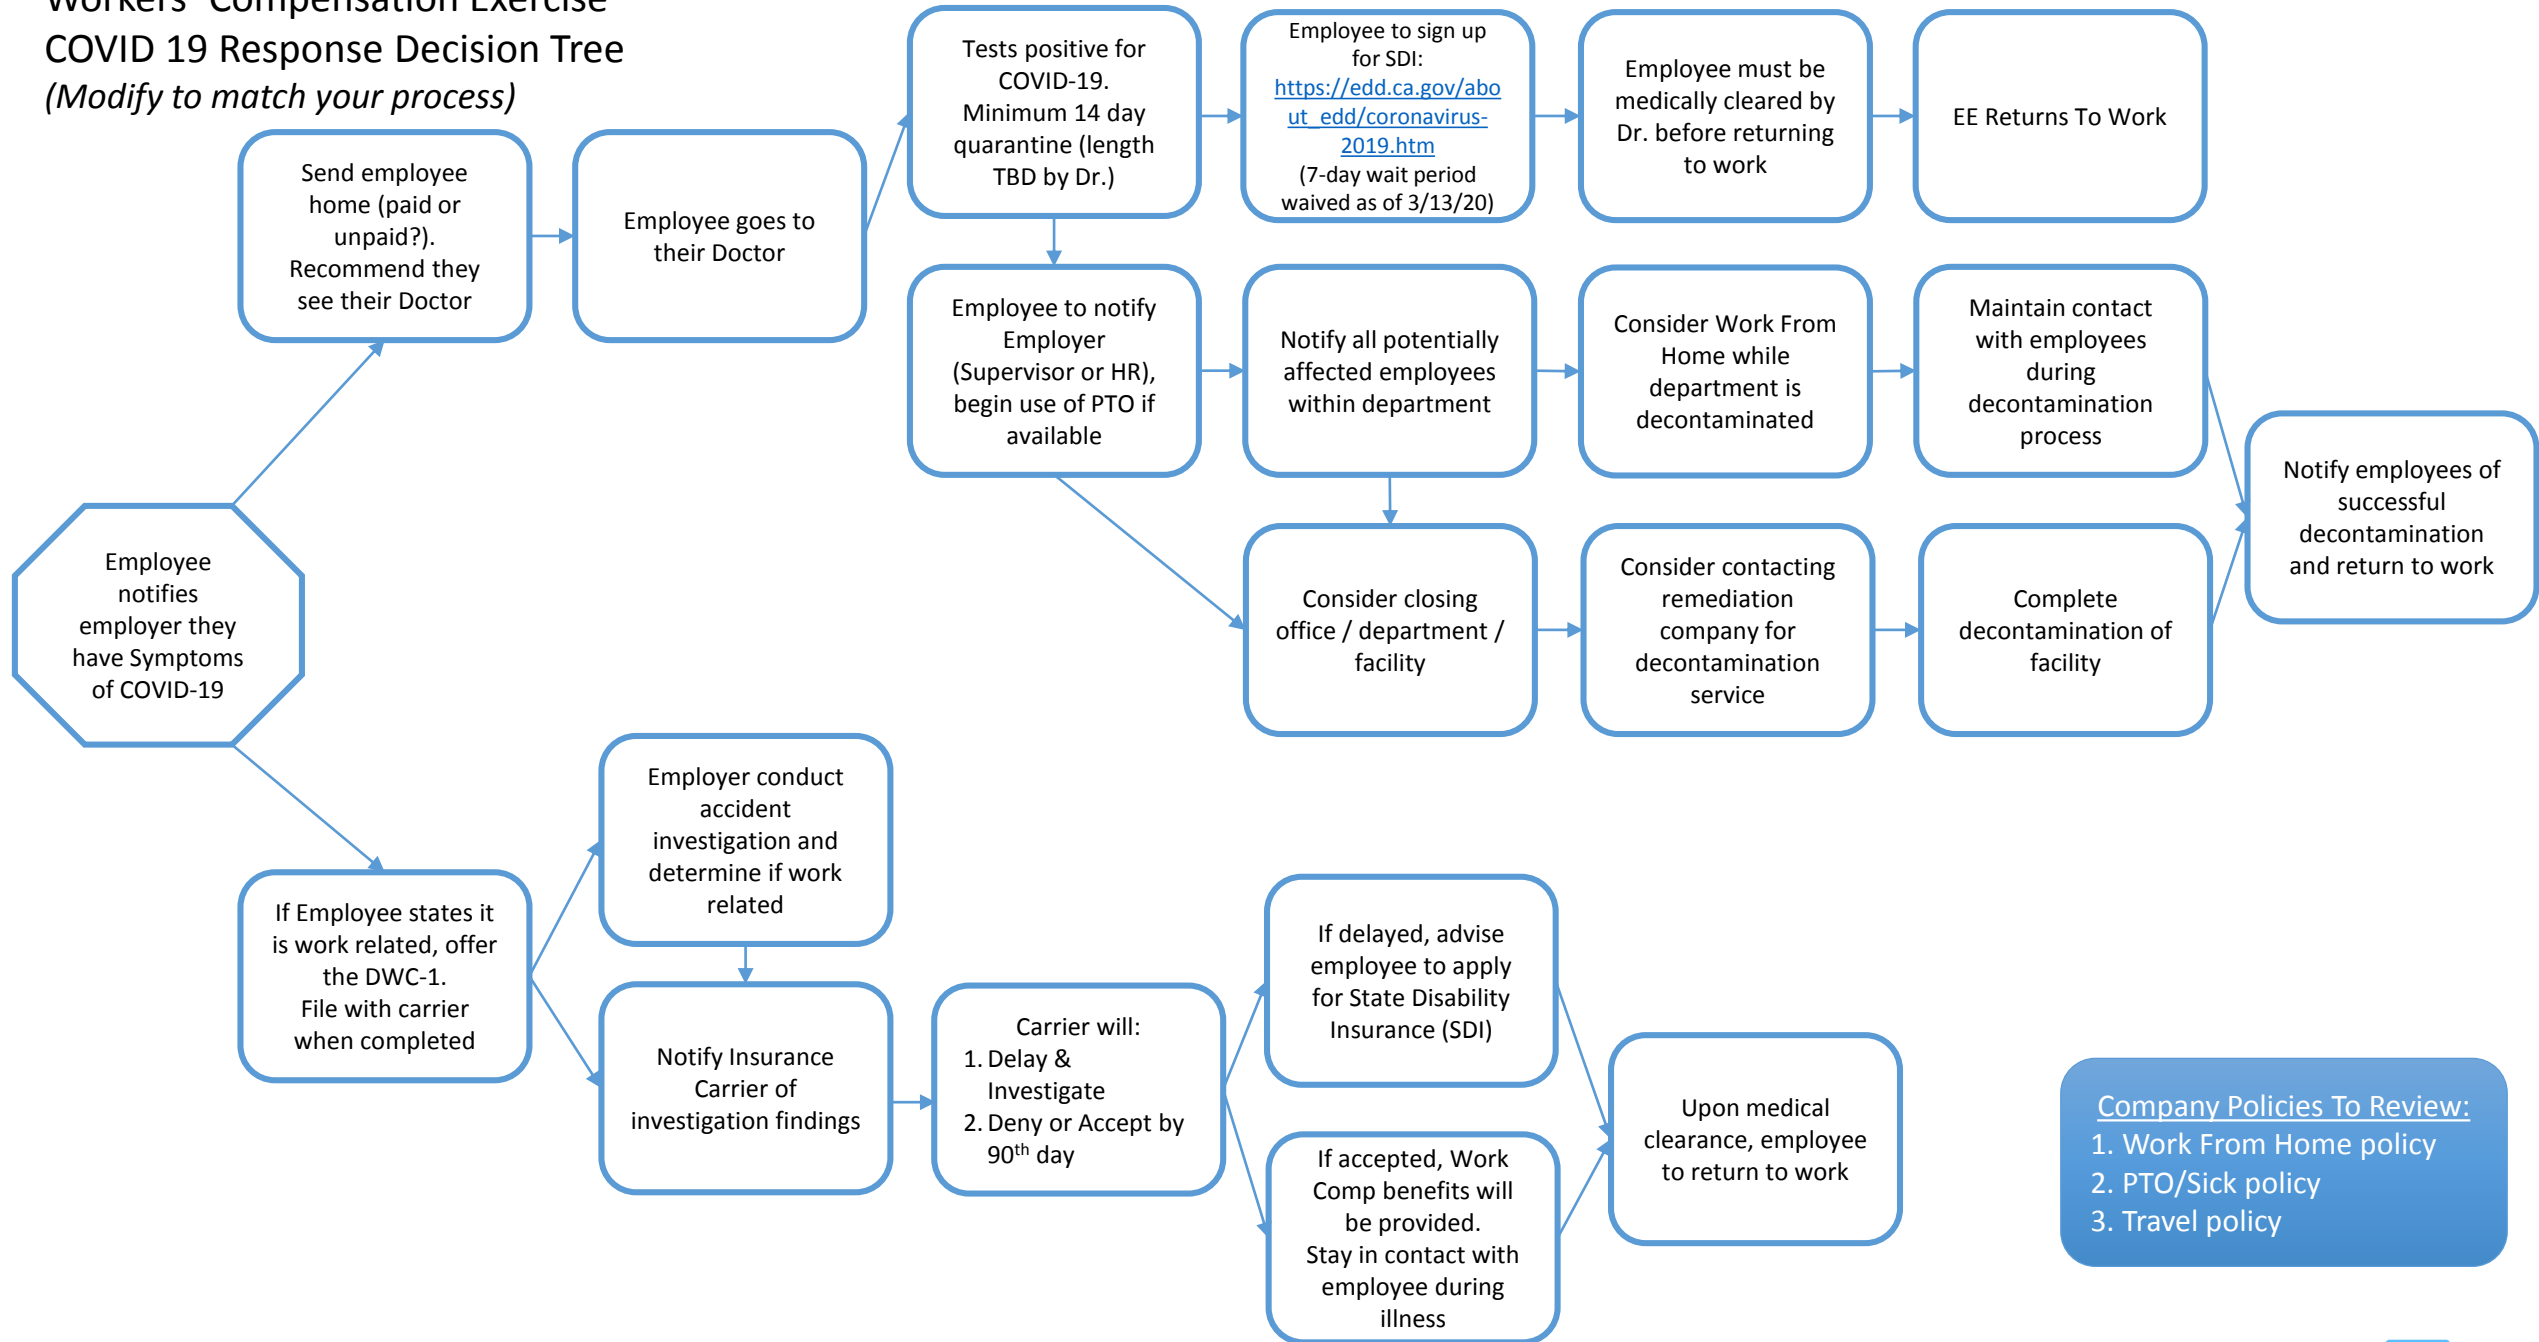 Workers' Compensation Exercise
COVID 19 Response Decision Tree
(Modify to match your process)
Send employee
home (paid or
unpaid?).
Recommend they
see their Doctor
Employee goes to
their Doctor
Tests positive for
COVID-19.
Minimum 14 day
quarantine (length
TBD by Dr.)
Employee to sign up
for SDI:
https://edd.ca.gov/abo
ut_edd/coronavirus-
2019.htm
(7-day wait period
waived as of 3/13/20)
Employee must be
medically cleared by
Dr. before returning
to work
EE Returns To Work
Employee to notify
Employer
(Supervisor or HR),
begin use of PTO if
available
Notify all potentially
affected employees
within department
Consider Work From
Home while
department is
decontaminated
Maintain contact
with employees
during
decontamination
process
Notify employees of
successful
decontamination
and return to work
Consider closing
office / department /
facility
Consider contacting
remediation
company for
decontamination
service
Complete
decontamination of
facility
Employee
notifies
employer they
have Symptoms
of COVID-19
If Employee states it
is work related, offer
the DWC-1.
File with carrier
when completed
Employer conduct
accident
investigation and
determine if work
related
Notify Insurance
Carrier of
investigation findings
Carrier will:
1. Delay &
Investigate
2. Deny or Accept by
90th day
If delayed, advise
employee to apply
for State Disability
Insurance (SDI)
If accepted, Work
Comp benefits will
be provided.
Stay in contact with
employee during
illness
Upon medical
clearance, employee
to return to work
Company Policies To Review:
1. Work From Home policy
2. PTO/Sick policy
3. Travel policy